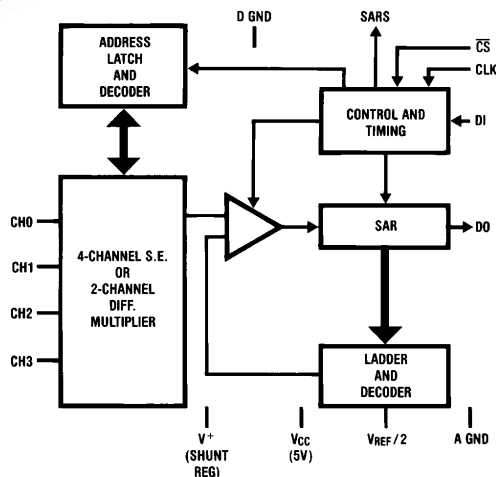 D GND
SARS
CS
CLK
DI
ADDRESS
LATCH
AND
DECODER
CONTROL AND
TIMING
CH0
CH1
CH2
CH3
4-CHANNEL S.E.
OR
2-CHANNEL
DIFF.
MULTIPLIER
SAR
DO
LADDER
AND
DECODER
V+
(SHUNT
REG)
VCC
(5V)
VREF/2
A GND